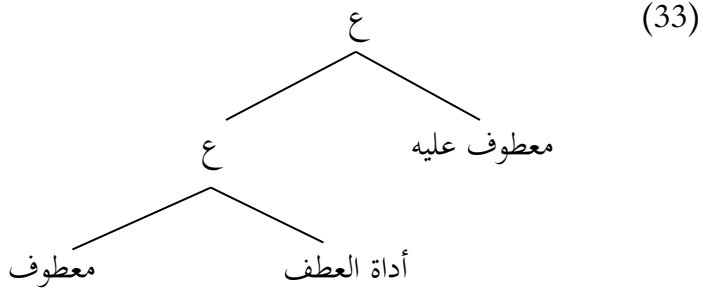 (33)
ع
معطوف عليه
ع
أداة العطف
معطوف